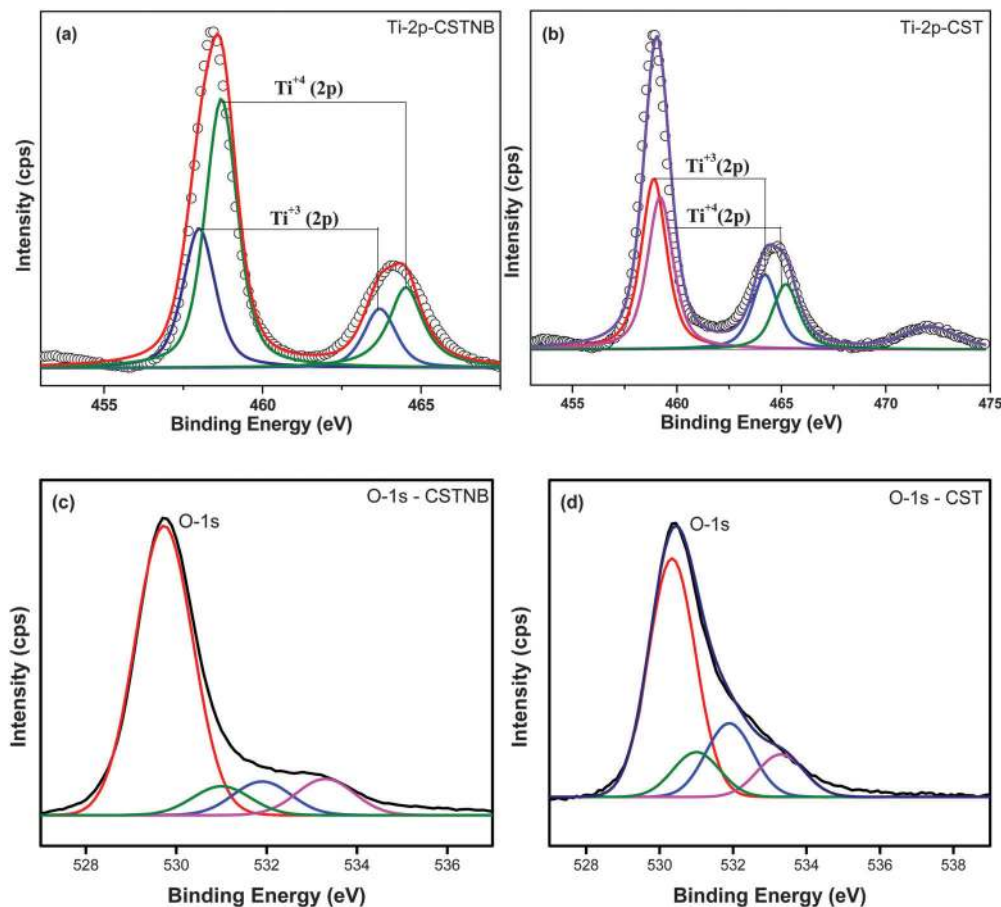 (a)
Ti-2p-CSTNB
Ti+4 (2p)
Ti+3 (2p)
Intensity (cps)
455
460
465
Binding Energy (eV)
(b)
Ti-2p-CST
Ti+3(2p)
Ti+4(2p)
Intensity (cps)
455
460
465
470
475
Binding Energy (eV)
(c)
O-1s - CSTNB
O-1s
Intensity (cps)
528
530
532
534
536
Binding Energy (eV)
(d)
O-1s - CST
O-1s
Intensity (cps)
528
530
532
534
536
538
Binding Energy (eV)